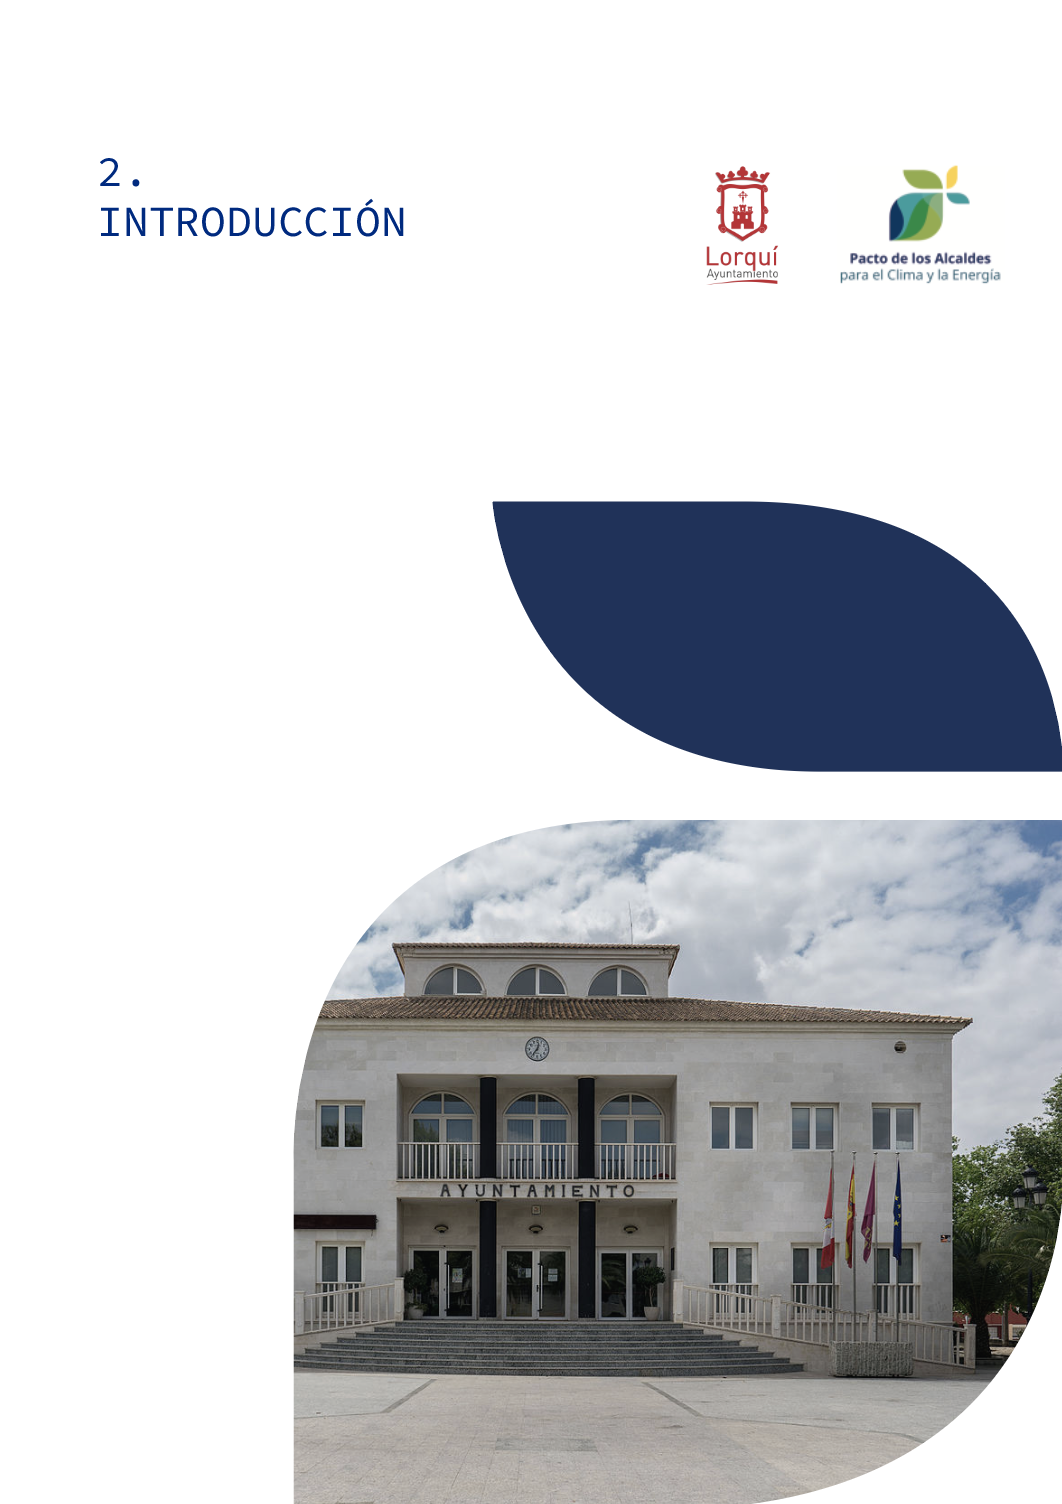 2.
INTRODUCCIÓN
Lorquí
Ayuntamiento
Pacto de los Alcaldes
para el Clima y la Energía
AYUNTAMIENTO